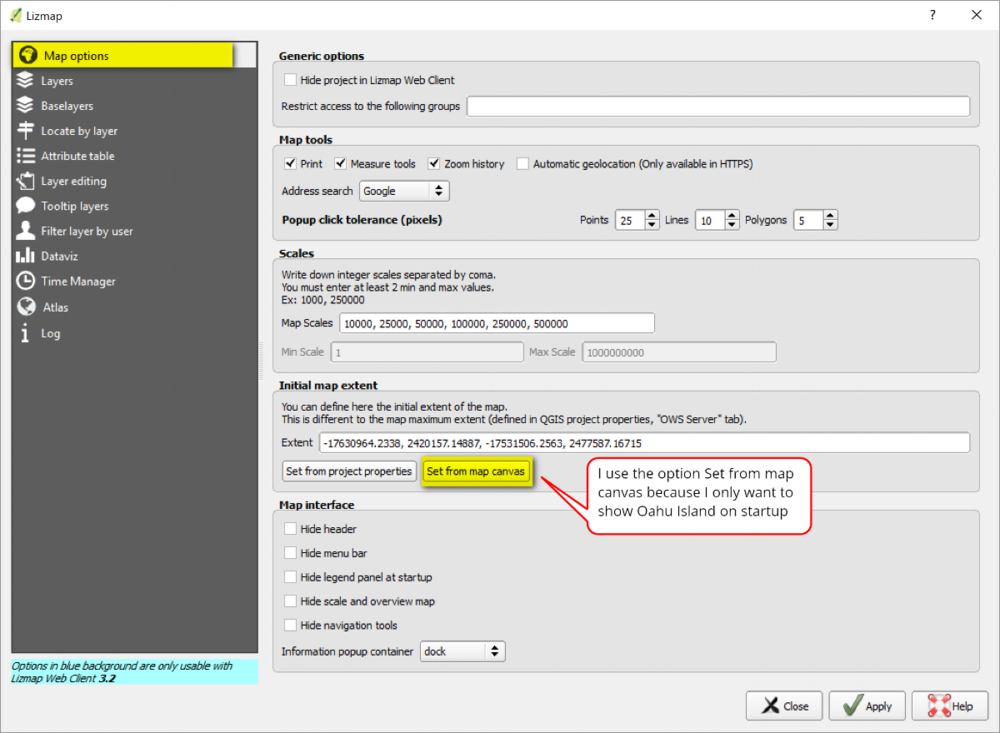 Lizmap
?
Map options
Layers
Baselayers
Locate by layer
Attribute table
Layer editing
Tooltip layers
Filter layer by user
Dataviz
Time Manager
Atlas
Log
Options in blue background are only usable with
Lizmap Web Client 3.2
Generic options
Hide project in Lizmap Web Client
Restrict access to the following groups
Map tools
Print Measure tools Zoom history Automatic geolocation (Only available in HTTPS)
Address search Google
Popup click tolerance (pixels) Points 25 Lines 10 Polygons 5
Scales
Write down integer scales separated by coma.
You must enter at least 2 min and max values.
Ex: 1000, 250000
Map Scales 10000, 25000, 50000, 100000, 250000, 500000
Min Scale 1 Max Scale 1000000000
Initial map extent
You can define here the initial extent of the map.
This is different to the map maximum extent (defined in QGIS project properties, "OWS Server" tab).
Extent -17630964.2338, 2420157.14887, -17531506.2563, 2477587.16715
Set from project properties Set from map canvas
I use the option Set from map
canvas because I only want to
show Oahu Island on startup
Map interface
Hide header
Hide menu bar
Hide legend panel at startup
Hide scale and overview map
Hide navigation tools
Information popup container dock
Close Apply Help